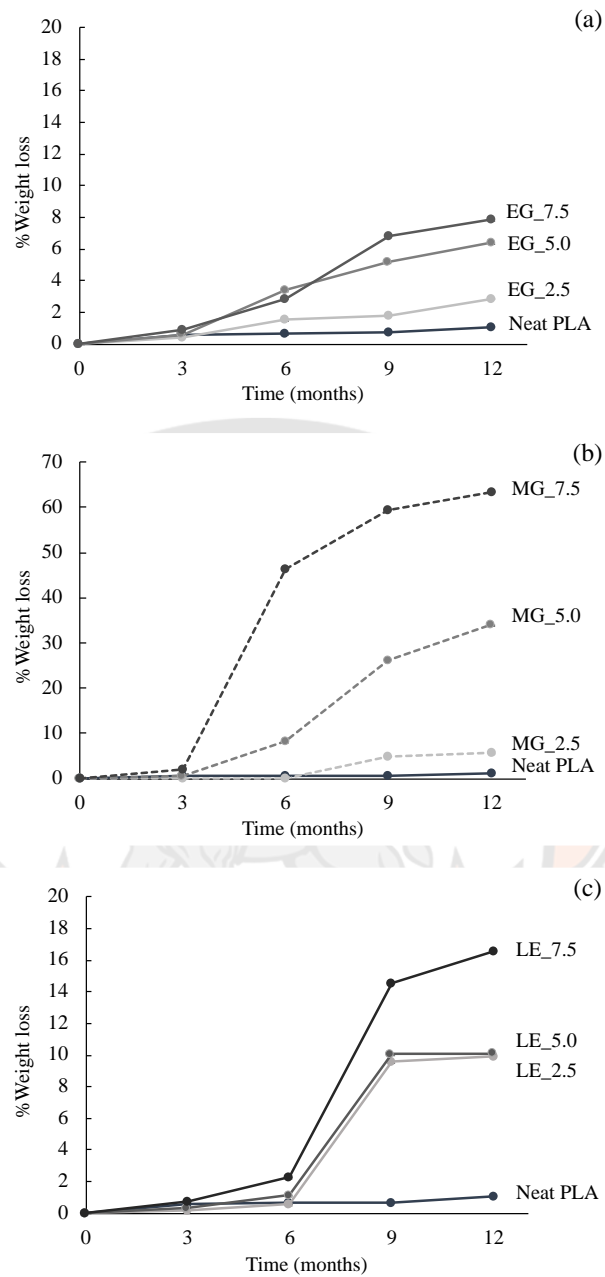 (a)
20
18
16
14
12
10
8
6
4
2
0
%Weight loss
EG_7.5
EG_5.0
EG_2.5
Neat PLA
0 3 6 9 12
Time (months)
(b)
70
60
50
40
30
20
10
0
%Weight loss
MG_7.5
MG_5.0
MG_2.5
Neat PLA
0 3 6 9 12
Time (months)
(c)
20
18
16
14
12
10
8
6
4
2
0
%Weight loss
LE_7.5
LE_5.0
LE_2.5
Neat PLA
0 3 6 9 12
Time (months)